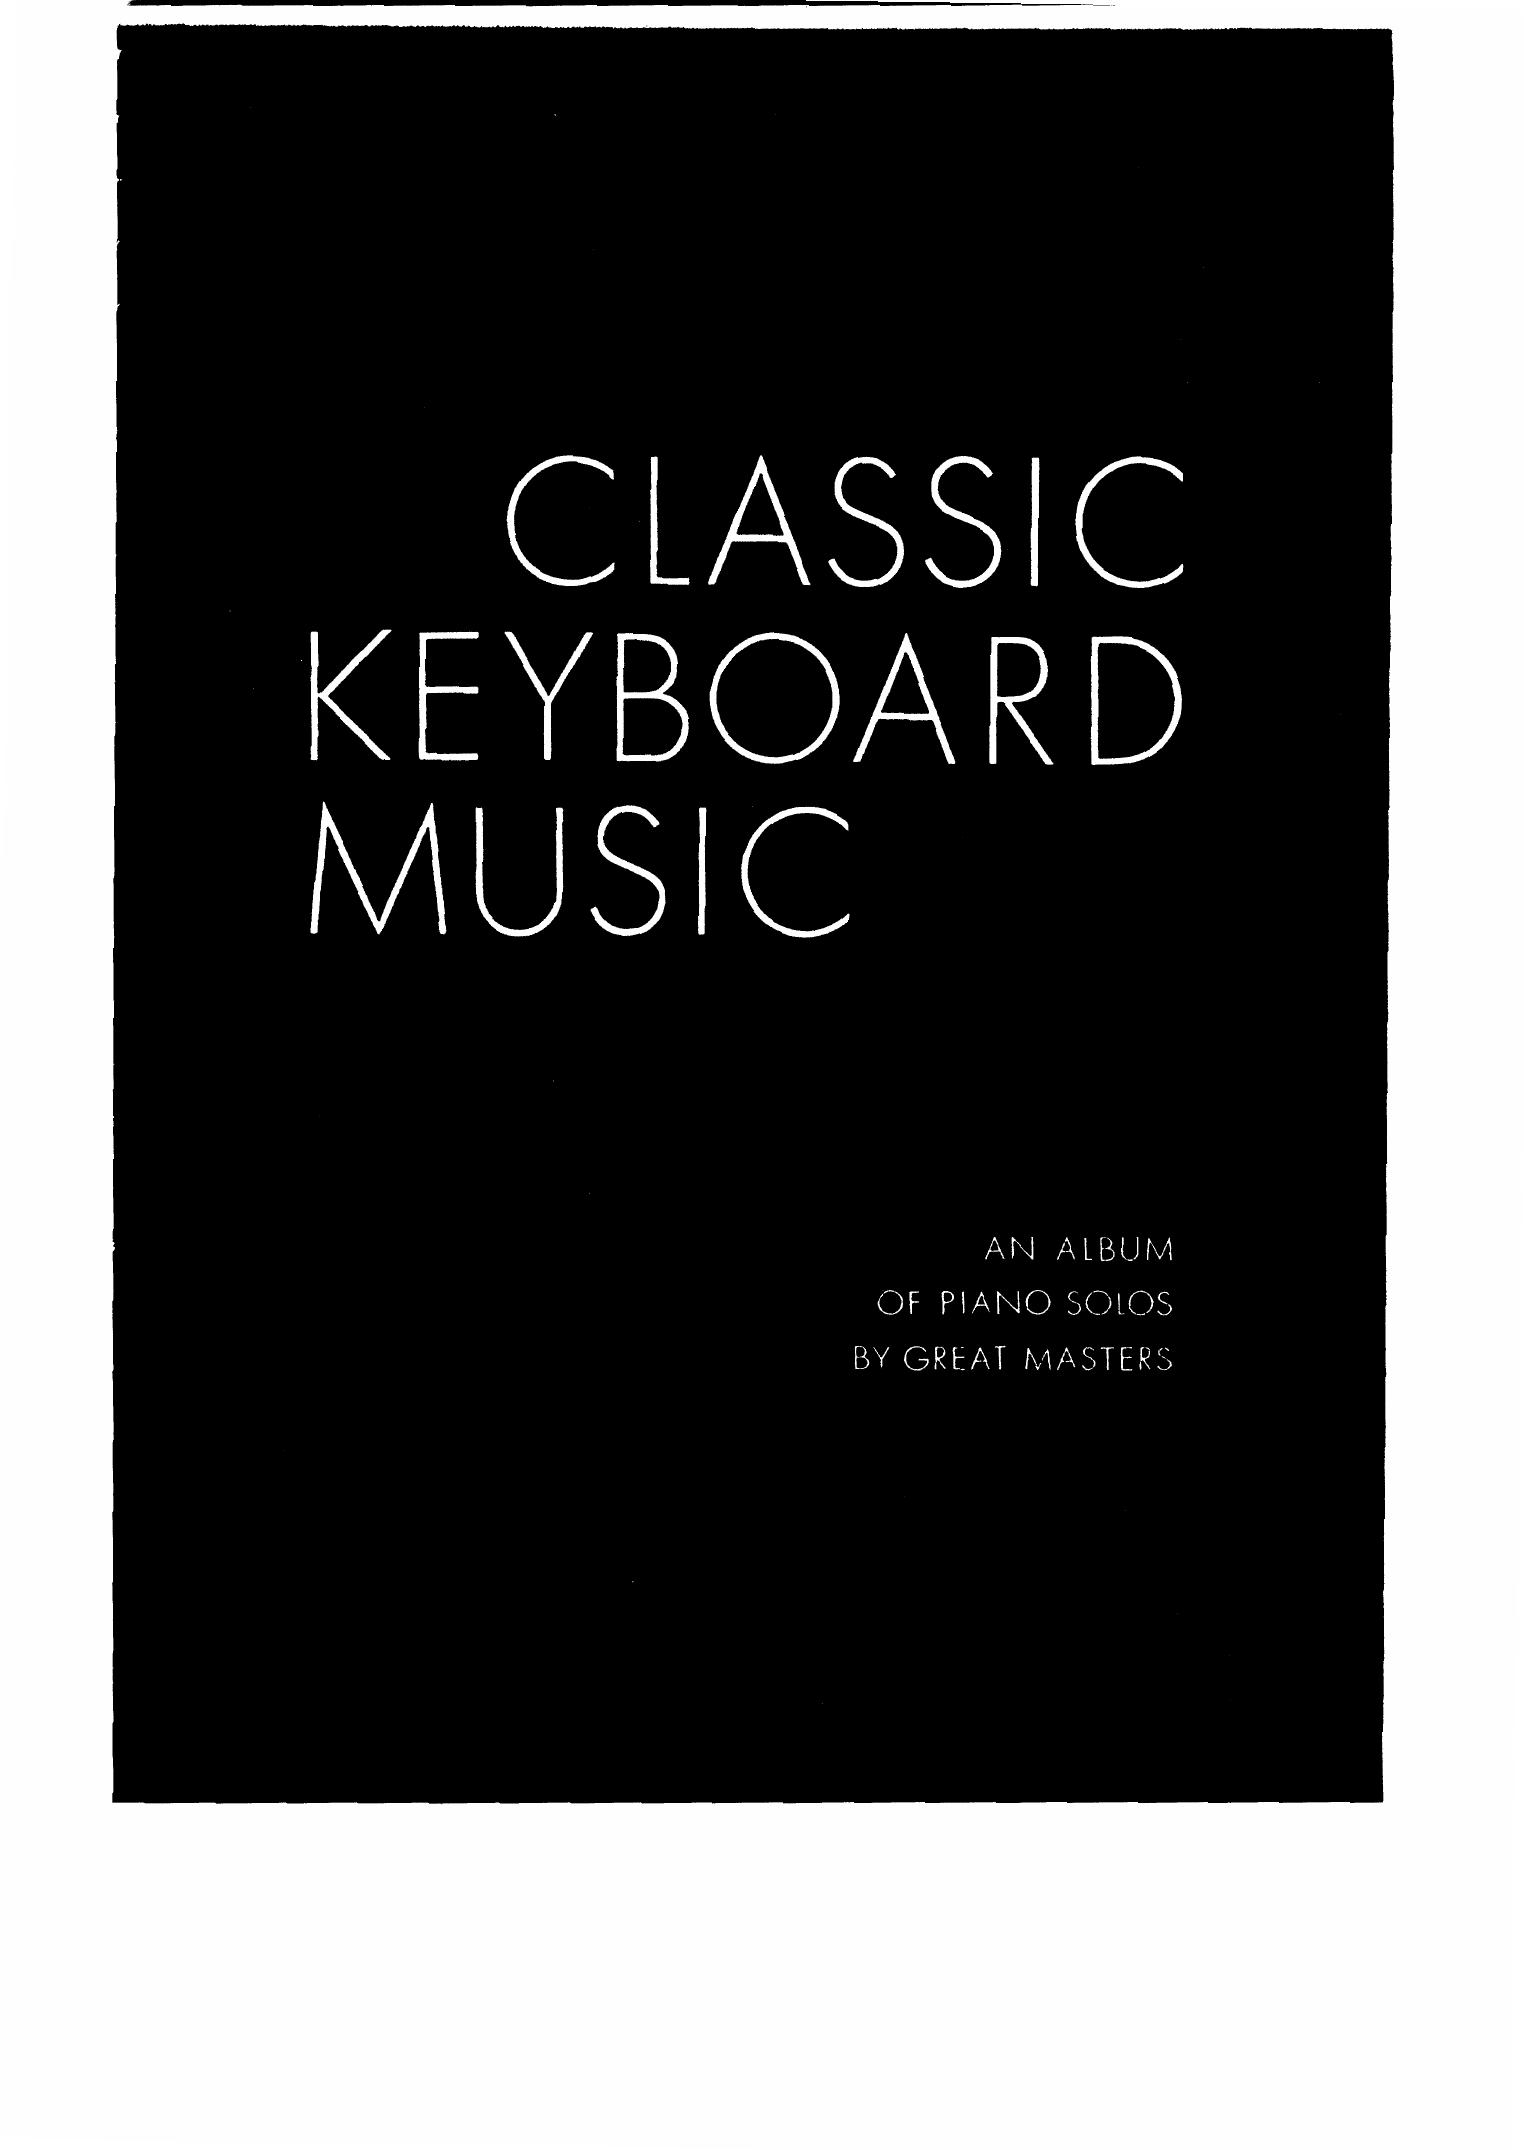 CLASSIC
KEYBOARD
MUSIC
AN ALBUM
OF PIANO SOLOS
BY GREAT MASTERS